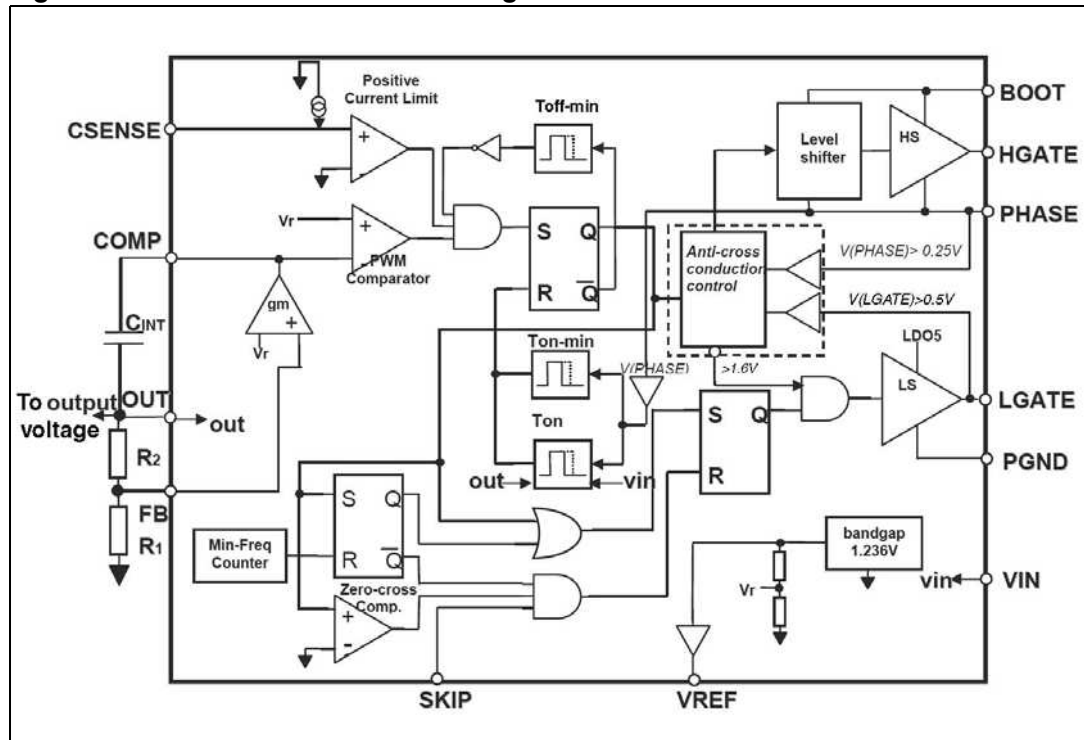 Positive
Current Limit
Toff-min
BOOT
CSENSE
+
-
Level
shifter
HS
HGATE
Vr
+
-
PWM
Comparator
S
Q
R
Q
PHASE
COMP
Anti-cross
conduction
control
V(PHASE)> 0.25V
V(LGATE)>0.5V
gm
+
-
Vr
CINT
Ton-min
V(PHASE)
>1.6V
LDO5
LS
LGATE
To output
voltage
OUT
out
Ton
S
Q
R
PGND
R2
out
vin
FB
R1
S
Q
R
Q
Min-Freq
Counter
bandgap
1.236V
Vr
vin
VIN
Zero-cross
Comp.
+
-
SKIP
VREF